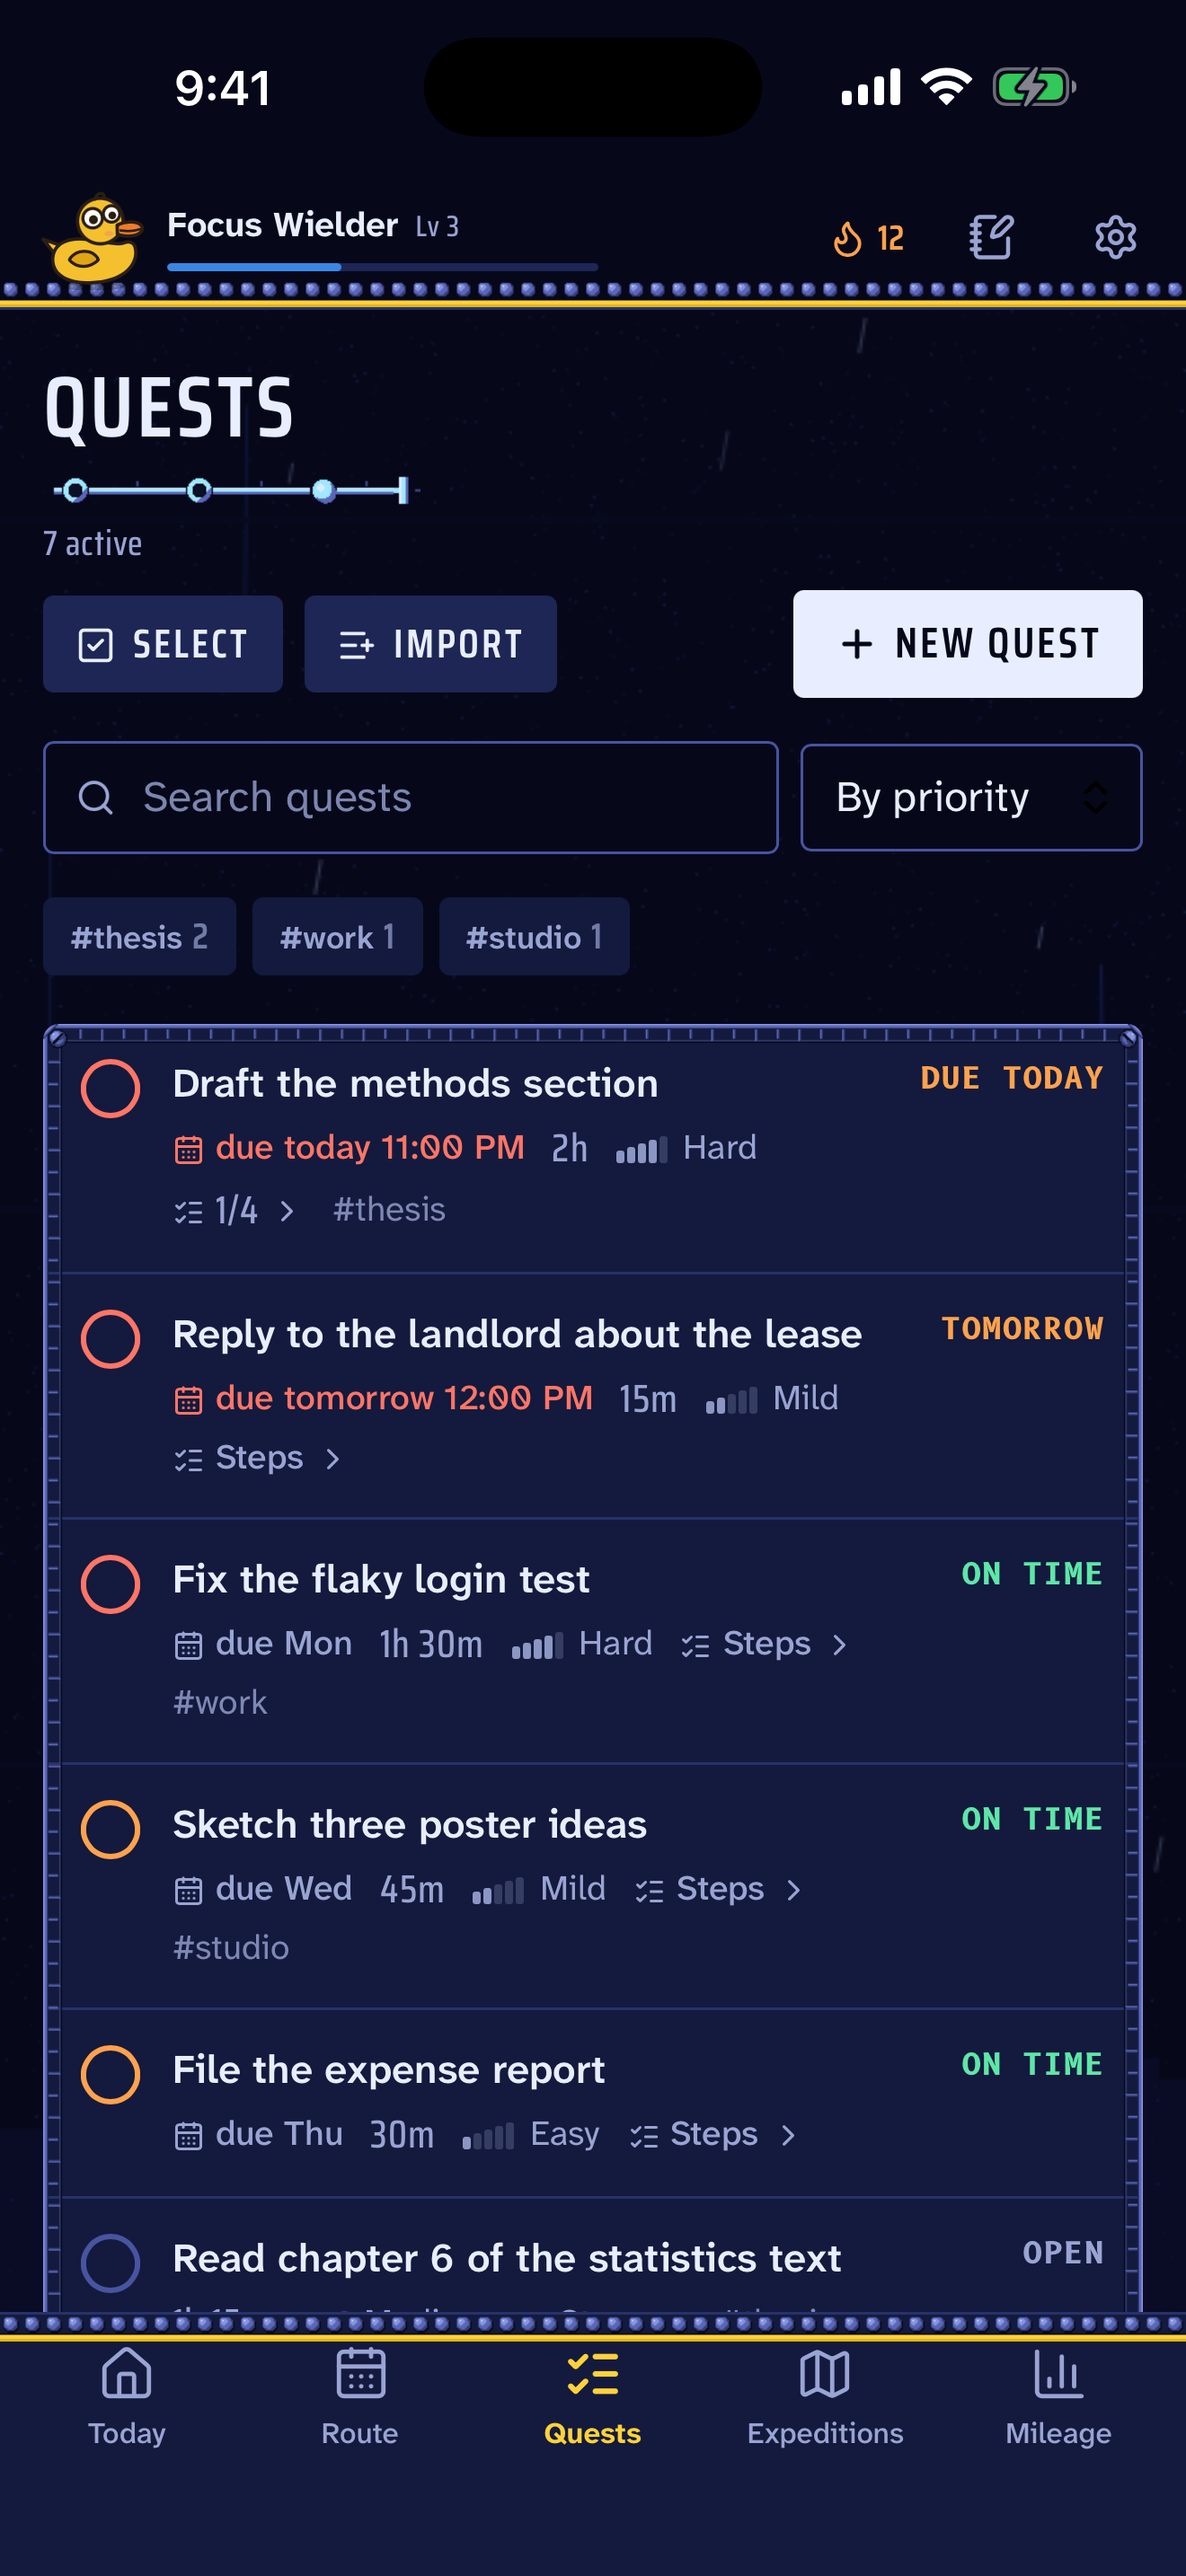 9:41
Focus Wielder Lv 3
12
QUESTS
7 active
SELECT
IMPORT
NEW QUEST
Search quests
By priority
#thesis 2
#work 1
#studio 1
Draft the methods section
DUE TODAY
due today 11:00 PM 2h Hard
1/4 #thesis
Reply to the landlord about the lease
TOMORROW
due tomorrow 12:00 PM 15m Mild
Steps
Fix the flaky login test
ON TIME
due Mon 1h 30m Hard Steps
#work
Sketch three poster ideas
ON TIME
due Wed 45m Mild Steps
#studio
File the expense report
ON TIME
due Thu 30m Easy Steps
Read chapter 6 of the statistics text
OPEN
Today
Route
Quests
Expeditions
Mileage